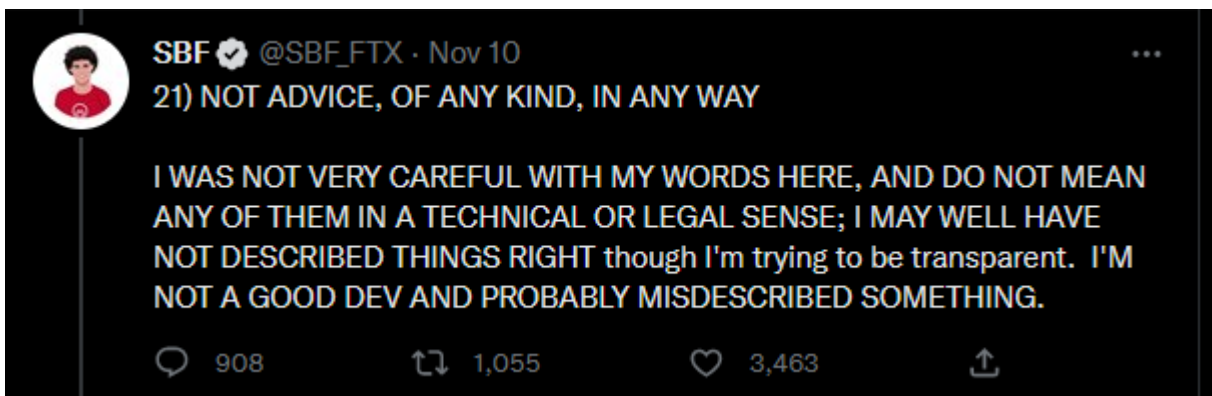 SBF @SBF_FTX · Nov 10
21) NOT ADVICE, OF ANY KIND, IN ANY WAY
I WAS NOT VERY CAREFUL WITH MY WORDS HERE, AND DO NOT MEAN
ANY OF THEM IN A TECHNICAL OR LEGAL SENSE; I MAY WELL HAVE
NOT DESCRIBED THINGS RIGHT though I'm trying to be transparent.  I'M
NOT A GOOD DEV AND PROBABLY MISDESCRIBED SOMETHING.
908 1,055 3,463